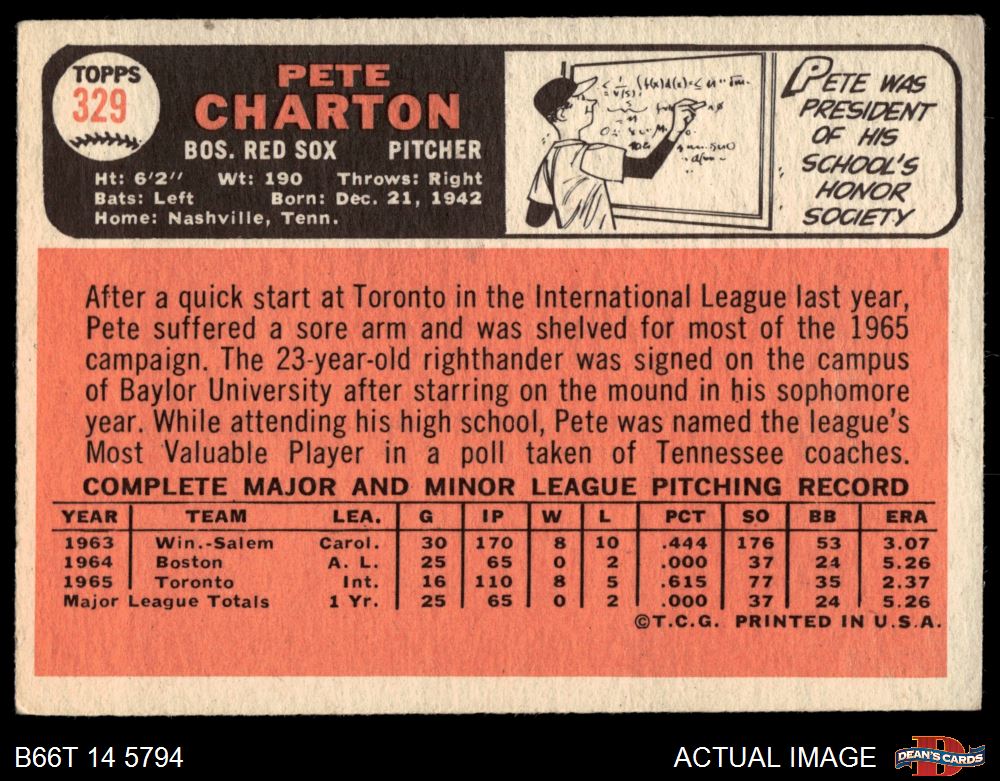 TOPPS
329
PETE
CHARTON
BOS. RED SOX PITCHER
Ht: 6'2" Wt: 190 Throws: Right
Bats: Left Born: Dec. 21, 1942
Home: Nashville, Tenn.
PETE WAS
PRESIDENT
OF HIS
SCHOOL'S
HONOR
SOCIETY
After a quick start at Toronto in the International League last year,
Pete suffered a sore arm and was shelved for most of the 1965
campaign. The 23-year-old righthander was signed on the campus
of Baylor University after starring on the mound in his sophomore
year. While attending his high school, Pete was named the league's
Most Valuable Player in a poll taken of Tennessee coaches.
COMPLETE MAJOR AND MINOR LEAGUE PITCHING RECORD
YEAR TEAM LEA. G IP W L PCT SO BB ERA
1963 Win.-Salem Carol. 30 170 8 10 .444 176 53 3.07
1964 Boston A. L. 25 65 0 2 .000 37 24 5.26
1965 Toronto Int. 16 110 8 5 .615 77 35 2.37
Major League Totals 1 Yr. 25 65 0 2 .000 37 24 5.26
©T.C.G. PRINTED IN U.S.A.
B66T 14 5794 ACTUAL IMAGE DEAN'S CARDS